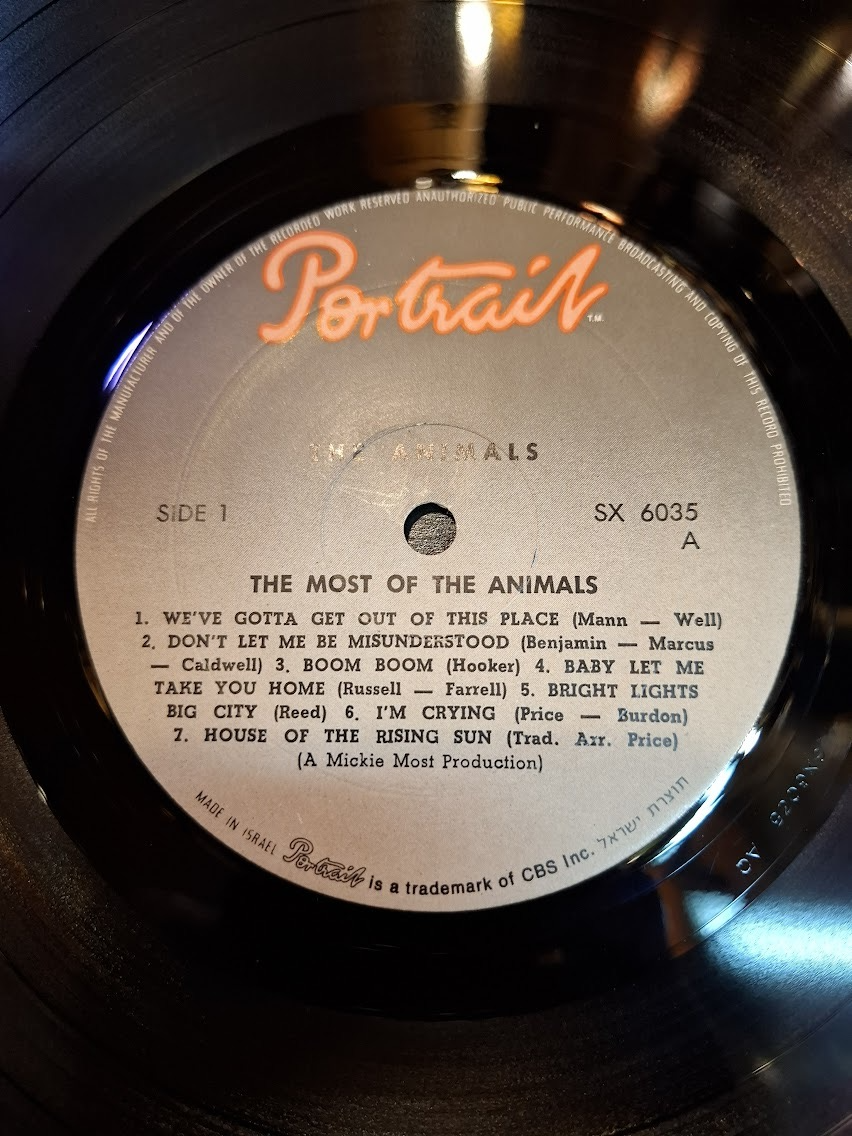 ALL RIGHTS OF THE MANUFACTURER AND OF THE OWNER OF THE RECORDED WORK RESERVED ANAUTHORIZED PUBLIC PERFORMANCE BROADCASTING AND COPYING OF THIS RECORD PROHIBITED
Portrait
T.M.
THE ANIMALS
SIDE 1
SX 6035
A
THE MOST OF THE ANIMALS
1. WE'VE GOTTA GET OUT OF THIS PLACE (Mann — Well)
2. DON'T LET ME BE MISUNDERSTOOD (Benjamin — Marcus
— Caldwell) 3. BOOM BOOM (Hooker) 4. BABY LET ME
TAKE YOU HOME (Russell — Farrell) 5. BRIGHT LIGHTS
BIG CITY (Reed) 6. I'M CRYING (Price — Burdon)
7. HOUSE OF THE RISING SUN (Trad. Arr. Price)
(A Mickie Most Production)
MADE IN ISRAEL Portrait is a trademark of CBS Inc. תוצרת ישראל